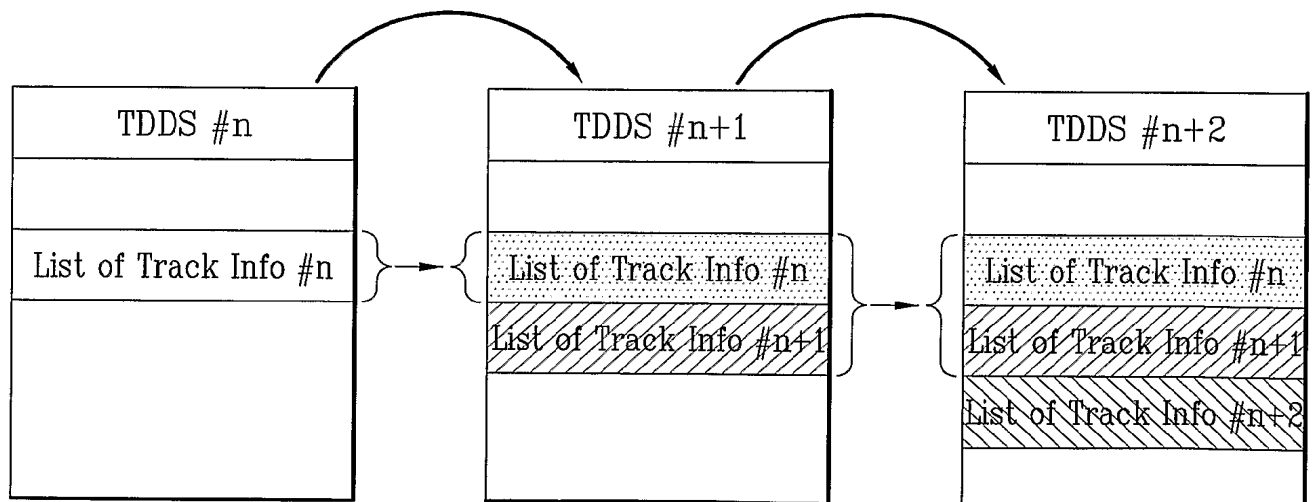 TDDS #n
List of Track Info #n
TDDS #n+1
List of Track Info #n
List of Track Info #n+1
TDDS #n+2
List of Track Info #n
List of Track Info #n+1
List of Track Info #n+2